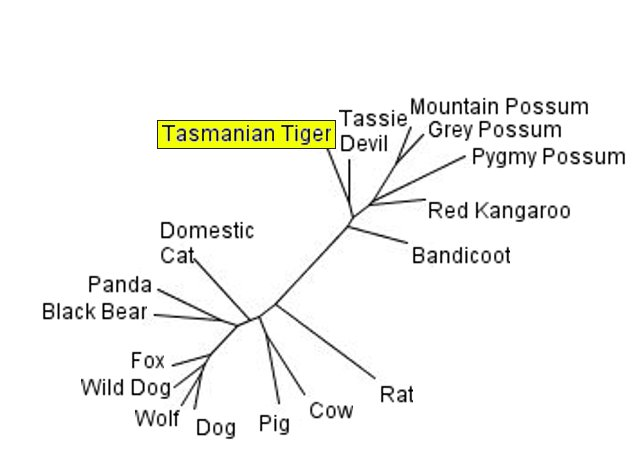 Mountain Possum
Tassie
Devil
Tasmanian Tiger
Grey Possum
Pygmy Possum
Red Kangaroo
Bandicoot
Domestic
Cat
Panda
Black Bear
Fox
Wild Dog
Wolf
Dog
Pig
Cow
Rat